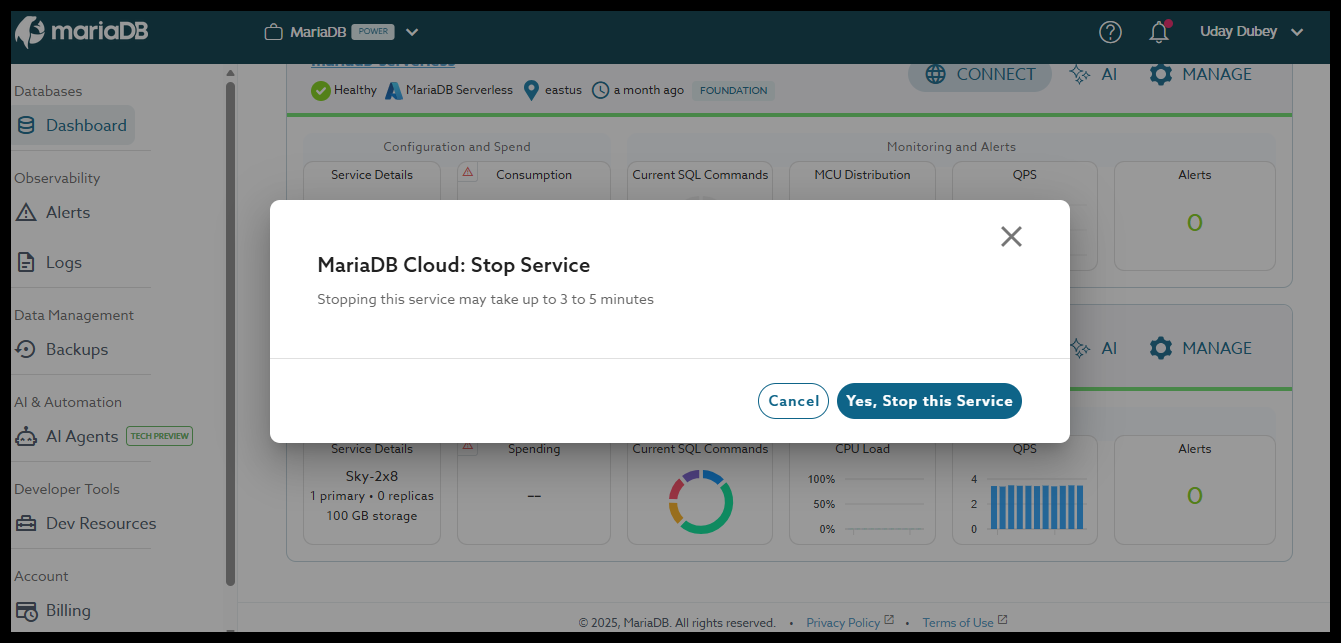 mariaDB
MariaDB POWER
Uday Dubey
Databases
Dashboard
Observability
Alerts
Logs
Data Management
Backups
AI & Automation
AI Agents TECH PREVIEW
Developer Tools
Dev Resources
Account
Billing
CONNECT AI MANAGE
Healthy MariaDB Serverless eastus a month ago FOUNDATION
Configuration and Spend Monitoring and Alerts
Service Details Consumption Current SQL Commands MCU Distribution QPS Alerts
0
MariaDB Cloud: Stop Service
Stopping this service may take up to 3 to 5 minutes
Cancel Yes, Stop this Service
AI MANAGE
Service Details Spending Current SQL Commands CPU Load QPS Alerts
Sky-2x8
1 primary • 0 replicas
100 GB storage
--
100%
50%
0%
4
2
0
0
© 2025, MariaDB. All rights reserved. • Privacy Policy • Terms of Use